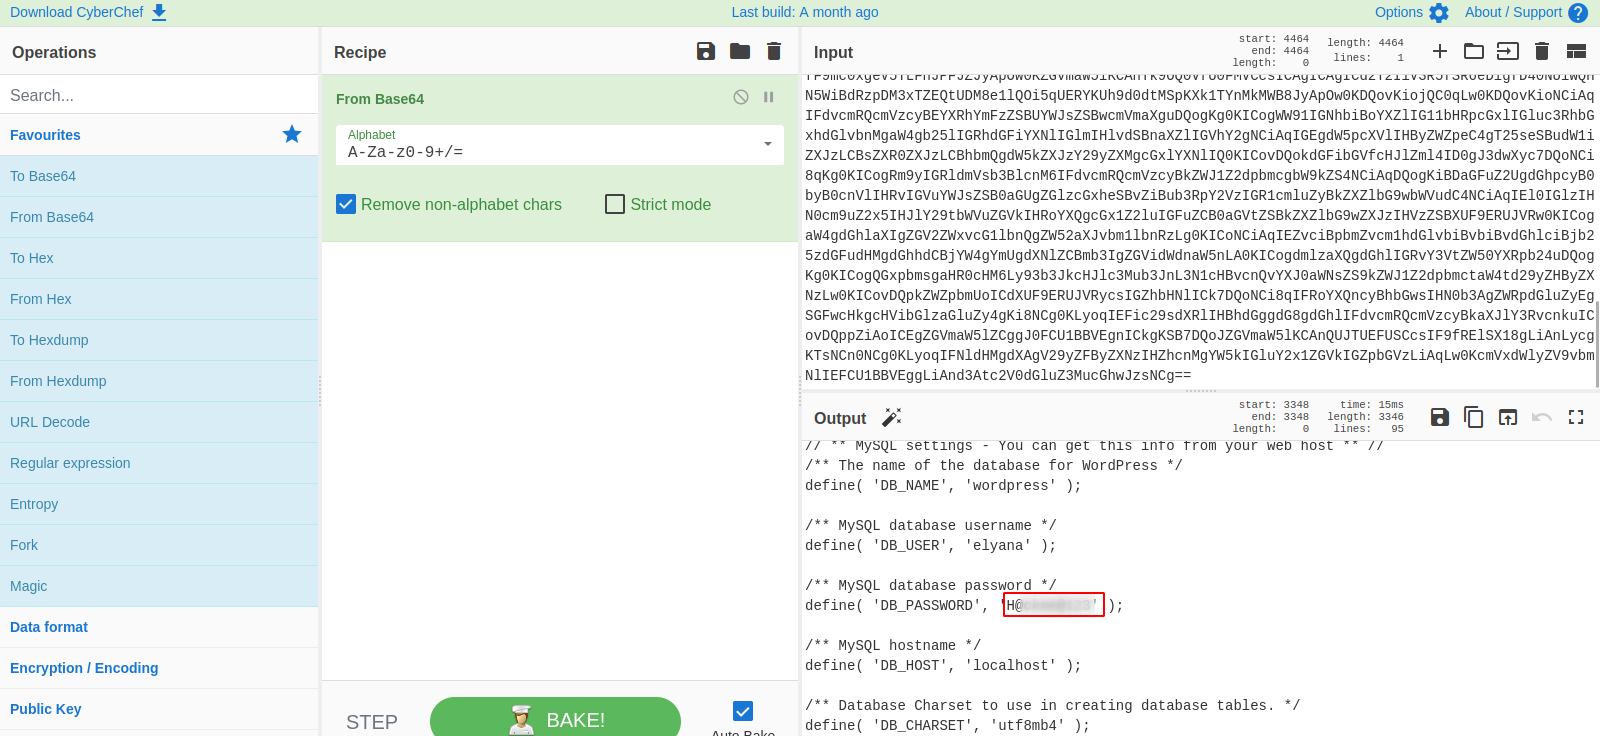 Download CyberChef
Last build: A month ago
Options
About / Support
Operations
Search...
Favourites
To Base64
From Base64
To Hex
From Hex
To Hexdump
From Hexdump
URL Decode
Regular expression
Entropy
Fork
Magic
Data format
Encryption / Encoding
Public Key
Recipe
From Base64
Alphabet
A-Za-z0-9+/=
Remove non-alphabet chars
Strict mode
STEP
BAKE!
Auto Bake
Input
start: 4464
end: 4464
length: 0
length: 4464
lines: 1
N5WiBdRzpDM3xTZEQtUDM8e1lQOi5qUERYKUh9d0dtMSpKXk1TYnMkMWB8JyApOw0KDQovKiojQC0qLw0KDQovKioNCiAq
IFdvcmRQcmVzcyBEYXRhYmFzZSBUYWJsZSBwcmVmaXguDQogKg0KICogWW91IGNhbiBoYXZlIG11bHRpcGxlIGluc3RhbG
xhdGlvbnMgaW4gb25lIGRhdGFiYXNlIGlmIHlvdSBnaXZlIGVhY2gNCiAqIGEgdW5pcXVlIHByZWZpeC4gT25seSBudW1i
ZXJzLCBsZXR0ZXJzLCBhbmQgdW5kZXJzY29yZXMgcGxlYXNlIQ0KICovDQokdGFibGVfcHJlZml4ID0gJ3dwXyc7DQoNCi
8qKg0KICogRm9yIGRldmVsb3BlcnM6IFdvcmRQcmVzcyBkZWJ1Z2dpbmcgbW9kZS4NCiAqDQogKiBDaGFuZ2UgdGhpcyB0
byB0cnVlIHRvIGVuYWJsZSB0aGUgZGlzcGxheSBvZiBub3RpY2VzIGR1cmluZyBkZXZlbG9wbWVudC4NCiAqIEl0IGlzIH
N0cm9uZ2x5IHJlY29tbWVuZGVkIHRoYXQgcGx1Z2luIGFuZCB0aGVtZSBkZXZlbG9wZXJzIHVzZSBXUF9ERUJVRw0KICog
aW4gdGhlaXIgZGV2ZWxvcG1lbnQgZW52aXJvbm1lbnRzLg0KICoNCiAqIEZvciBpbmZvcm1hdGlvbiBvbiBvdGhlciBjb2
5zdGFudHMgdGhhdCBjYW4gYmUgdXNlZCBmb3IgZGVidWdnaW5nLA0KICogdmlzaXQgdGhlIGRvY3VtZW50YXRpb24uDQog
Kg0KICogQGxpbmsgaHR0cHM6Ly93b3JkcHJlc3Mub3JnL3N1cHBvcnQvYXJ0aWNsZS9kZWJ1Z2dpbmctaW4td29yZHByZX
NzLw0KICovDQpkZWZpbmUoICdXUF9ERUJVRycsIGZhbHNlICk7DQoNCi8qIFRoYXQncyBhbGwsIHN0b3AgZWRpdGluZyEg
SGFwcHkgcHVibGlzaGluZy4gKi8NCg0KLyoqIEFic29sdXRlIHBhdGggdG8gdGhlIFdvcmRQcmVzcyBkaXJlY3RvcnkuIC
ovDQppZiAoICEgZGVmaW5lZCggJ0FCU1BBVEgnICkgKSB7DQoJZGVmaW5lKCAnQUJTUEFUSCcsIF9fRElSX18gLiAnLycg
KTsNCn0NCg0KLyoqIFNldHMgdXAgV29yZFByZXNzIHZhcnMgYW5kIGluY2x1ZGVkIGZpbGVzLiAqLw0KcmVxdWlyZV9vbm
NlIEFCU1BBVEggLiAnd3Atc2V0dGluZ3MucGhwJzsNCg==
Output
start: 3348
end: 3348
length: 0
time: 15ms
length: 3346
lines: 95
// ** MySQL settings - You can get this info from your web host ** //
/** The name of the database for WordPress */
define( 'DB_NAME', 'wordpress' );
/** MySQL database username */
define( 'DB_USER', 'elyana' );
/** MySQL database password */
define( 'DB_PASSWORD', 'H@ ' );
/** MySQL hostname */
define( 'DB_HOST', 'localhost' );
/** Database Charset to use in creating database tables. */
define( 'DB_CHARSET', 'utf8mb4' );